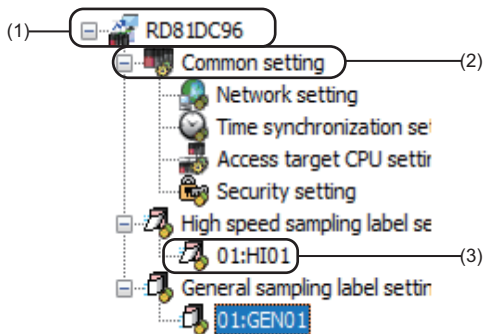 (1) RD81DC96
Common setting (2)
Network setting
Time synchronization se
Access target CPU settin
Security setting
High speed sampling label se
01:HI01 (3)
General sampling label settin
01:GEN01